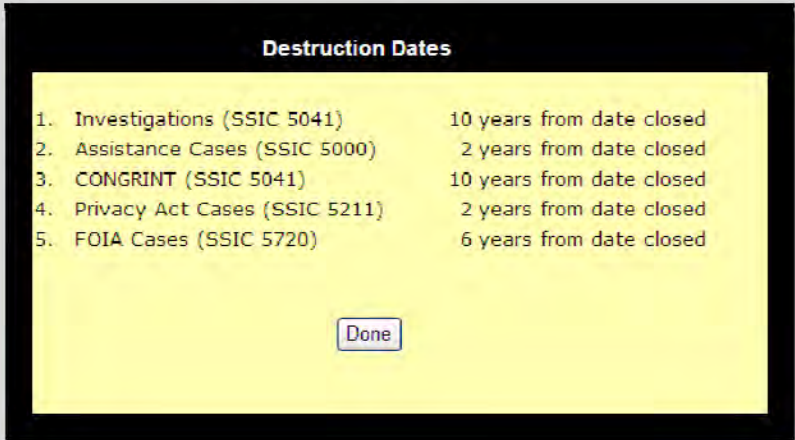 Destruction Dates
1. Investigations (SSIC 5041) 10 years from date closed
2. Assistance Cases (SSIC 5000) 2 years from date closed
3. CONGRINT (SSIC 5041) 10 years from date closed
4. Privacy Act Cases (SSIC 5211) 2 years from date closed
5. FOIA Cases (SSIC 5720) 6 years from date closed
Done